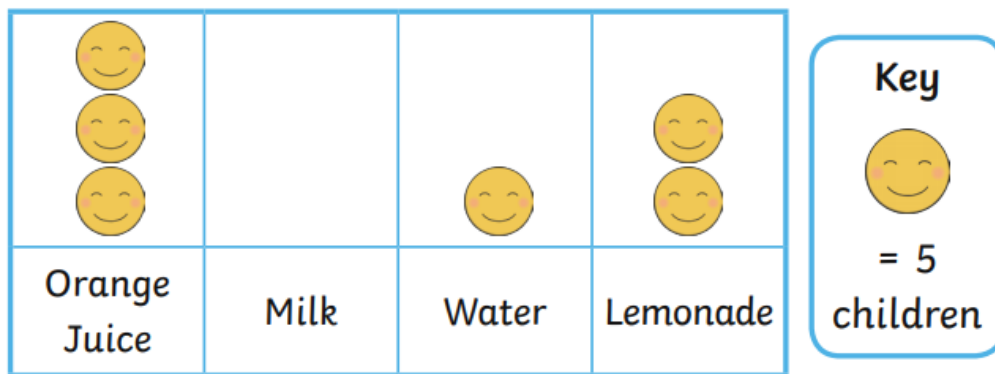 Orange
Juice
Milk
Water
Lemonade
Key
= 5
children